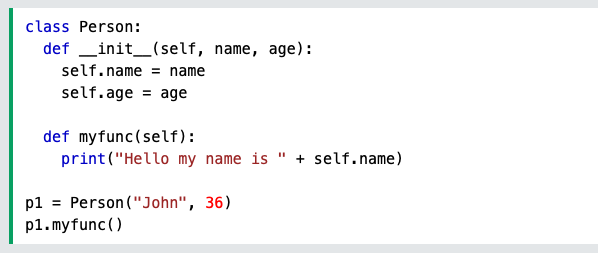 class Person:
  def __init__(self, name, age):
    self.name = name
    self.age = age

  def myfunc(self):
    print("Hello my name is " + self.name)

p1 = Person("John", 36)
p1.myfunc()